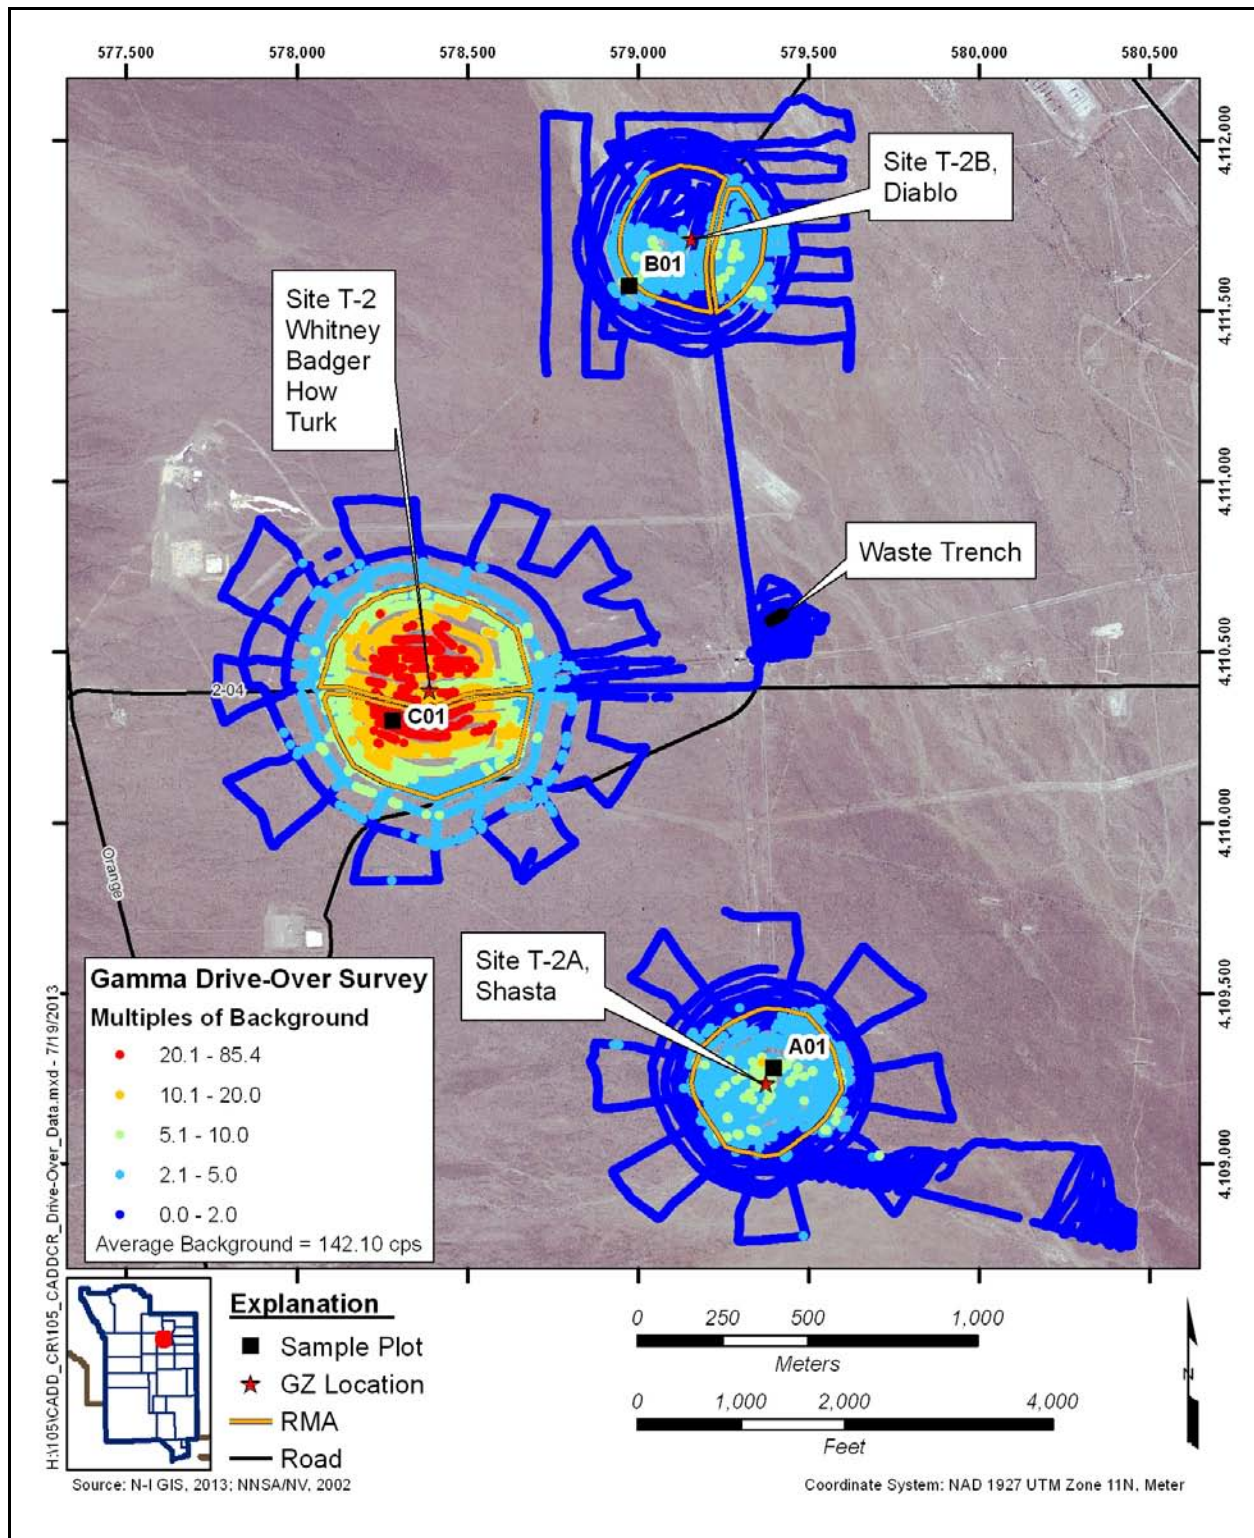 577,500 578,000 578,500 579,000 579,500 580,000 580,500
4,112,000
Site T-2B,
Diablo
B01
4,111,500
Site T-2
Whitney
Badger
How
Turk
4,111,000
Waste Trench
4,110,500
2-04
C01
4,110,000
Orange
Site T-2A,
Shasta
4,109,500
A01
4,109,000
Gamma Drive-Over Survey
Multiples of Background
20.1 - 85.4
10.1 - 20.0
5.1 - 10.0
2.1 - 5.0
0.0 - 2.0
Average Background = 142.10 cps
H:\105\CADD_CR\105_CADDCR_Drive-Over_Data.mxd - 7/19/2013
Explanation
Sample Plot
GZ Location
RMA
Road
0 250 500 1,000
Meters
0 1,000 2,000 4,000
Feet
N
Source: N-I GIS, 2013; NNSA/NV, 2002
Coordinate System: NAD 1927 UTM Zone 11N, Meter